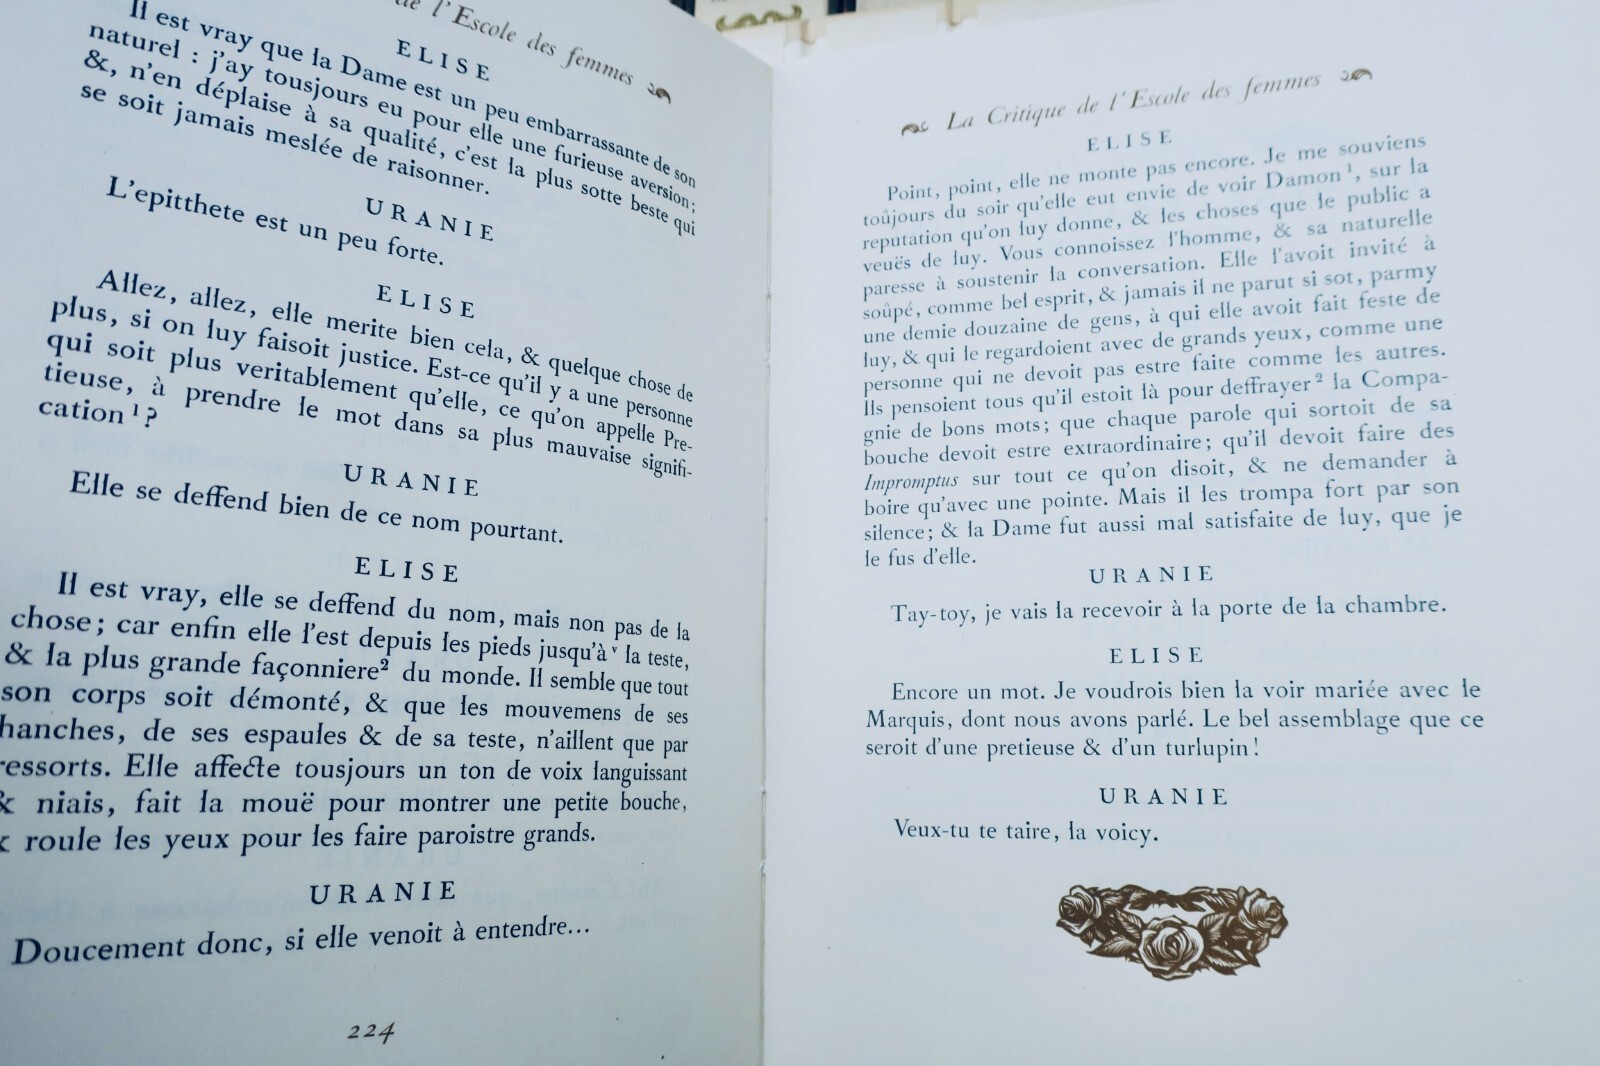 de l'Escole des femmes
ELISE
Il est vray que la Dame est un peu embarrassante de son
naturel : j'ay tousjours eu pour elle une furieuse aversion;
&, n'en déplaise à sa qualité, c'est la plus sotte beste qui
se soit jamais meslée de raisonner.
URANIE
L'epitthete est un peu forte.
ELISE
Allez, allez, elle merite bien cela, & quelque chose de
plus, si on luy faisoit justice. Est-ce qu'il y a une personne
qui soit plus veritablement qu'elle, ce qu'on appelle Pre-
tieuse, à prendre le mot dans sa plus mauvaise signifi-
cation¹?
URANIE
Elle se deffend bien de ce nom pourtant.
ELISE
Il est vray, elle se deffend du nom, mais non pas de la
chose; car enfin elle l'est depuis les pieds jusqu'à la teste,
& la plus grande façonniere² du monde. Il semble que tout
son corps soit démonté, & que les mouvemens de ses
hanches, de ses espaules & de sa teste, n'aillent que par
ressorts. Elle affecte tousjours un ton de voix languissant
& niais, fait la mouë pour montrer une petite bouche,
& roule les yeux pour les faire paroistre grands.
URANIE
Doucement donc, si elle venoit à entendre...
224
La Critique de l'Escole des femmes
ELISE
Point, point, elle ne monte pas encore. Je me souviens
toûjours du soir qu'elle eut envie de voir Damon¹, sur la
reputation qu'on luy donne, & les choses que le public a
veuës de luy. Vous connoissez l'homme, & sa naturelle
paresse à soustenir la conversation. Elle l'avoit invité à
soûpé, comme bel esprit, & jamais il ne parut si sot, parmy
une demie douzaine de gens, à qui elle avoit fait feste de
luy, & qui le regardoient avec de grands yeux, comme une
personne qui ne devoit pas estre faite comme les autres.
Ils pensoient tous qu'il estoit là pour deffrayer² la Compa-
gnie de bons mots; que chaque parole qui sortoit de sa
bouche devoit estre extraordinaire; qu'il devoit faire des
Impromptus sur tout ce qu'on disoit, & ne demander à
boire qu'avec une pointe. Mais il les trompa fort par son
silence; & la Dame fut aussi mal satisfaite de luy, que je
le fus d'elle.
URANIE
Tay-toy, je vais la recevoir à la porte de la chambre.
ELISE
Encore un mot. Je voudrois bien la voir mariée avec le
Marquis, dont nous avons parlé. Le bel assemblage que ce
seroit d'une pretieuse & d'un turlupin!
URANIE
Veux-tu te taire, la voicy.